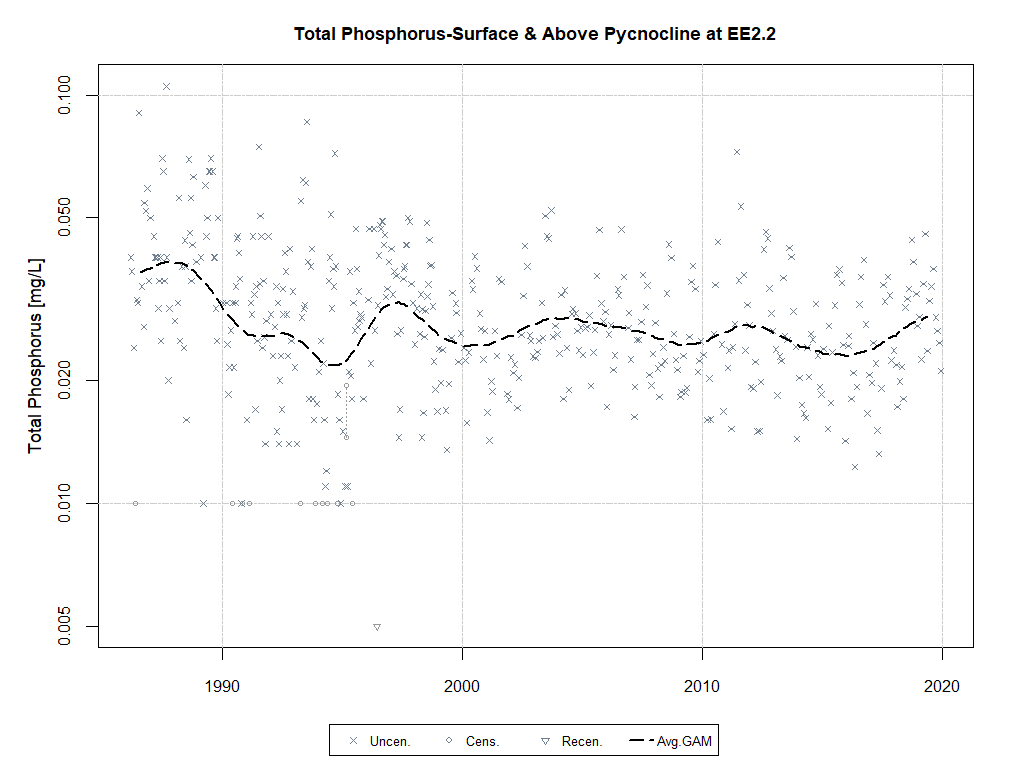 Total Phosphorus-Surface & Above Pycnocline at EE2.2
Total Phosphorus [mg/L]
0.100
0.050
0.020
0.010
0.005
1990 2000 2010 2020
Uncen. Cens. Recen. Avg.GAM